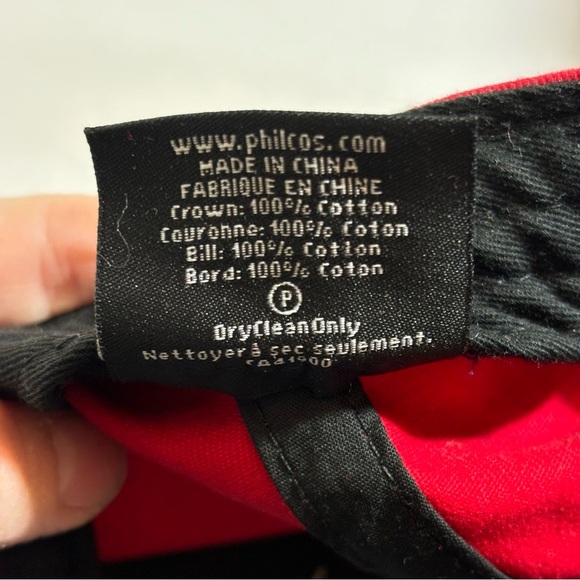 www.philcos.com
MADE IN CHINA
FABRIQUE EN CHINE
Crown: 100% Cotton
Couronne: 100% Coton
Bill: 100% Cotton
Bord: 100% Coton
P
DryCleanOnly
Nettoyer à sec seulement.